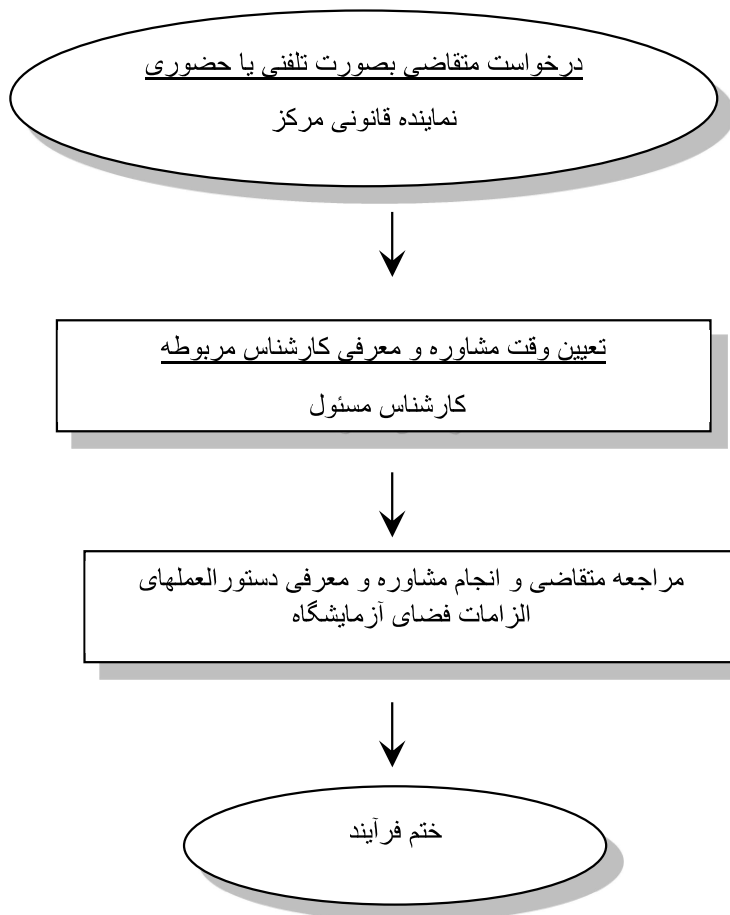 درخواست متقاضی بصورت تلفنی یا حضوری
نماینده قانونی مرکز
تعیین وقت مشاوره و معرفی کارشناس مربوطه
کارشناس مسئول
مراجعه متقاضی و انجام مشاوره و معرفی دستورالعملهای
الزامات فضای آزمایشگاه
ختم فرآیند